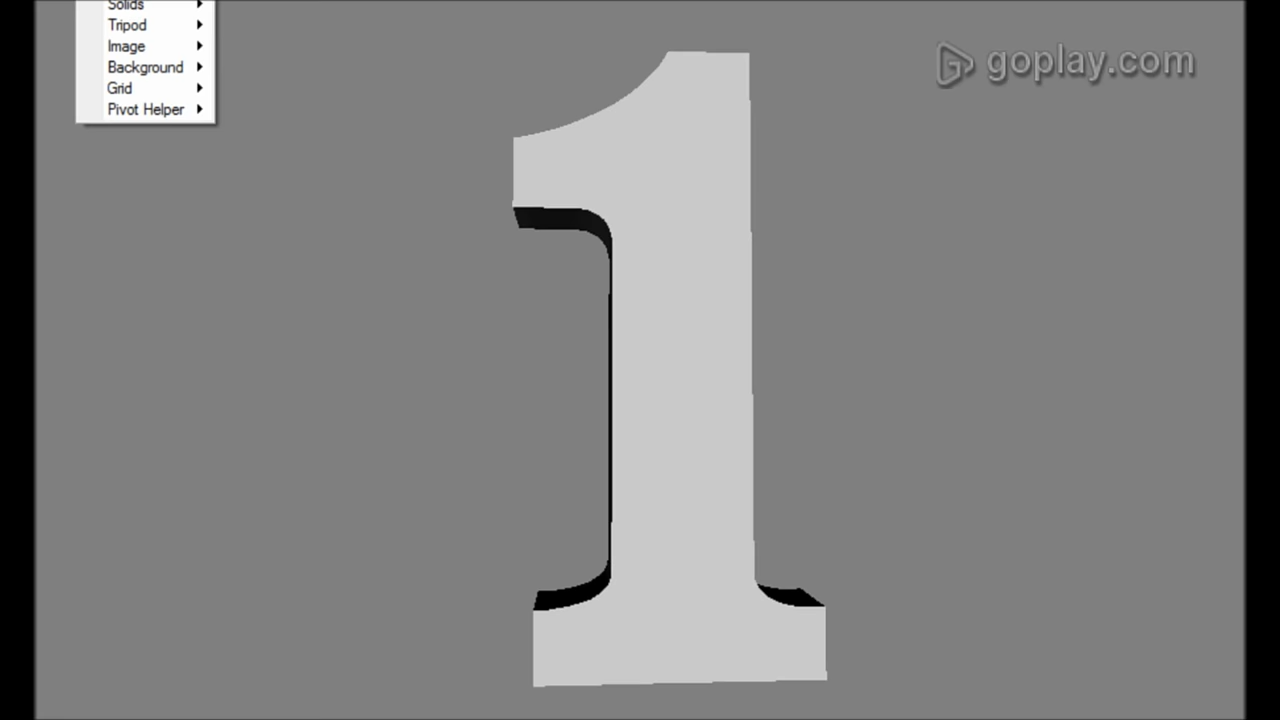 Solids
Tripod
Image
Background
Grid
Pivot Helper
goplay.com
1